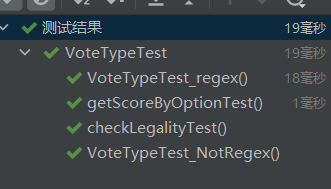 测试结果 19毫秒
VoteTypeTest 19毫秒
VoteTypeTest_regex() 18毫秒
getScoreByOptionTest() 1毫秒
checkLegalityTest()
VoteTypeTest_NotRegex()